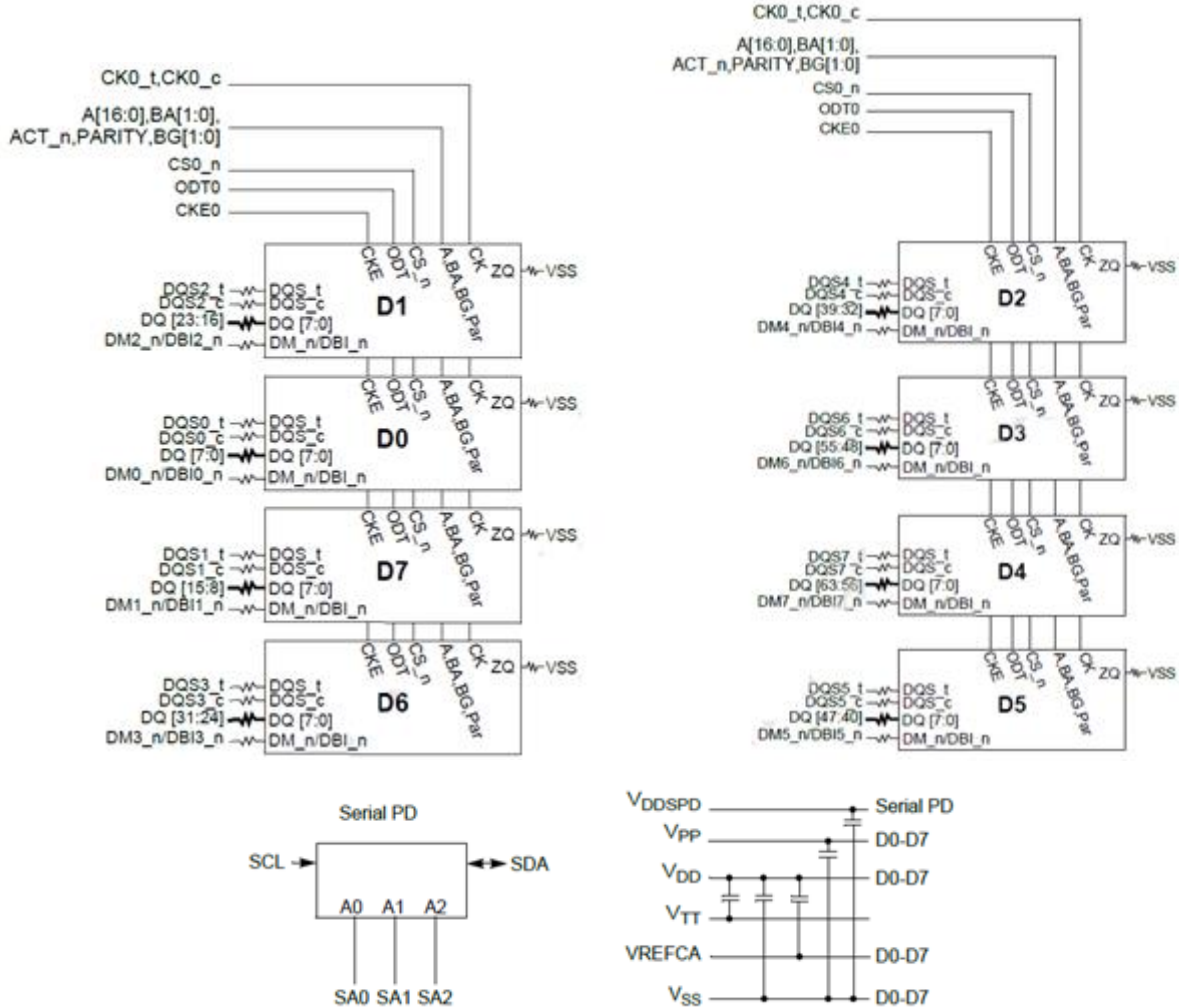 CK0_t,CK0_c
A[16:0],BA[1:0],
ACT_n,PARITY,BG[1:0]
CS0_n
ODT0
CKE0
CKE ODT CS_n A,BA,BG,Par CK ZQ VSS
DQS2_t DQS_t
DQS2_c DQS_c
D1
DQ [23:16] DQ [7:0]
DM2_n/DBI2_n DM_n/DBI_n
CKE ODT CS_n A,BA,BG,Par CK ZQ VSS
DQS0_t DQS_t
DQS0_c DQS_c
D0
DQ [7:0] DQ [7:0]
DM0_n/DBI0_n DM_n/DBI_n
CKE ODT CS_n A,BA,BG,Par CK ZQ VSS
DQS1_t DQS_t
DQS1_c DQS_c
D7
DQ [15:8] DQ [7:0]
DM1_n/DBI1_n DM_n/DBI_n
CKE ODT CS_n A,BA,BG,Par CK ZQ VSS
DQS3_t DQS_t
DQS3_c DQS_c
D6
DQ [31:24] DQ [7:0]
DM3_n/DBI3_n DM_n/DBI_n
CK0_t,CK0_c
A[16:0],BA[1:0],
ACT_n,PARITY,BG[1:0]
CS0_n
ODT0
CKE0
CKE ODT CS_n A,BA,BG,Par CK ZQ VSS
DQS4_t DQS_t
DQS4_c DQS_c
D2
DQ [39:32] DQ [7:0]
DM4_n/DBI4_n DM_n/DBI_n
CKE ODT CS_n A,BA,BG,Par CK ZQ VSS
DQS6_t DQS_t
DQS6_c DQS_c
D3
DQ [55:48] DQ [7:0]
DM6_n/DBI6_n DM_n/DBI_n
CKE ODT CS_n A,BA,BG,Par CK ZQ VSS
DQS7_t DQS_t
DQS7_c DQS_c
D4
DQ [63:56] DQ [7:0]
DM7_n/DBI7_n DM_n/DBI_n
CKE ODT CS_n A,BA,BG,Par CK ZQ VSS
DQS5_t DQS_t
DQS5_c DQS_c
D5
DQ [47:40] DQ [7:0]
DM5_n/DBI5_n DM_n/DBI_n
Serial PD
SCL SDA
A0 A1 A2
SA0 SA1 SA2
VDDSPD Serial PD
VPP D0-D7
VDD D0-D7
VTT
VREFCA D0-D7
VSS D0-D7